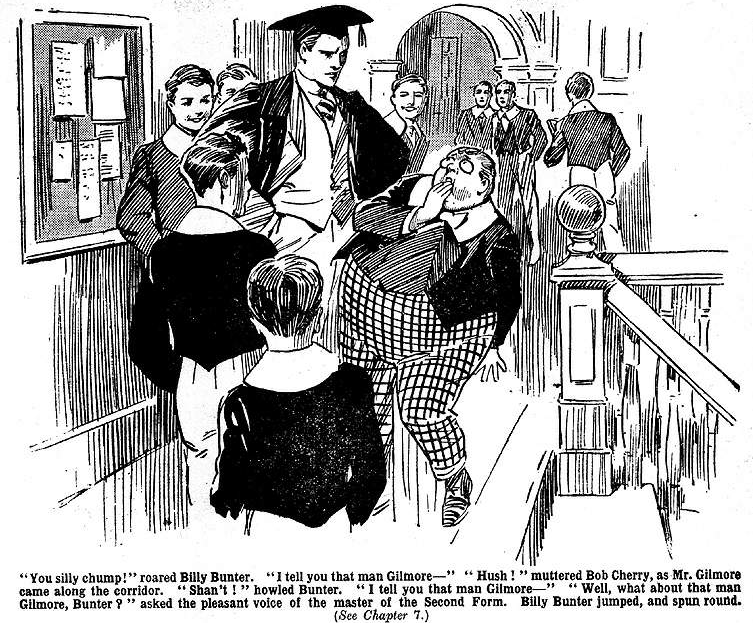 "You silly chump!" roared Billy Bunter. "I tell you that man Gilmore—" "Hush!" muttered Bob Cherry, as Mr. Gilmore
came along the corridor. "Shan't!" howled Bunter. "I tell you that man Gilmore—" "Well, what about that man
Gilmore, Bunter?" asked the pleasant voice of the master of the Second Form. Billy Bunter jumped, and spun round.
(See Chapter 7.)